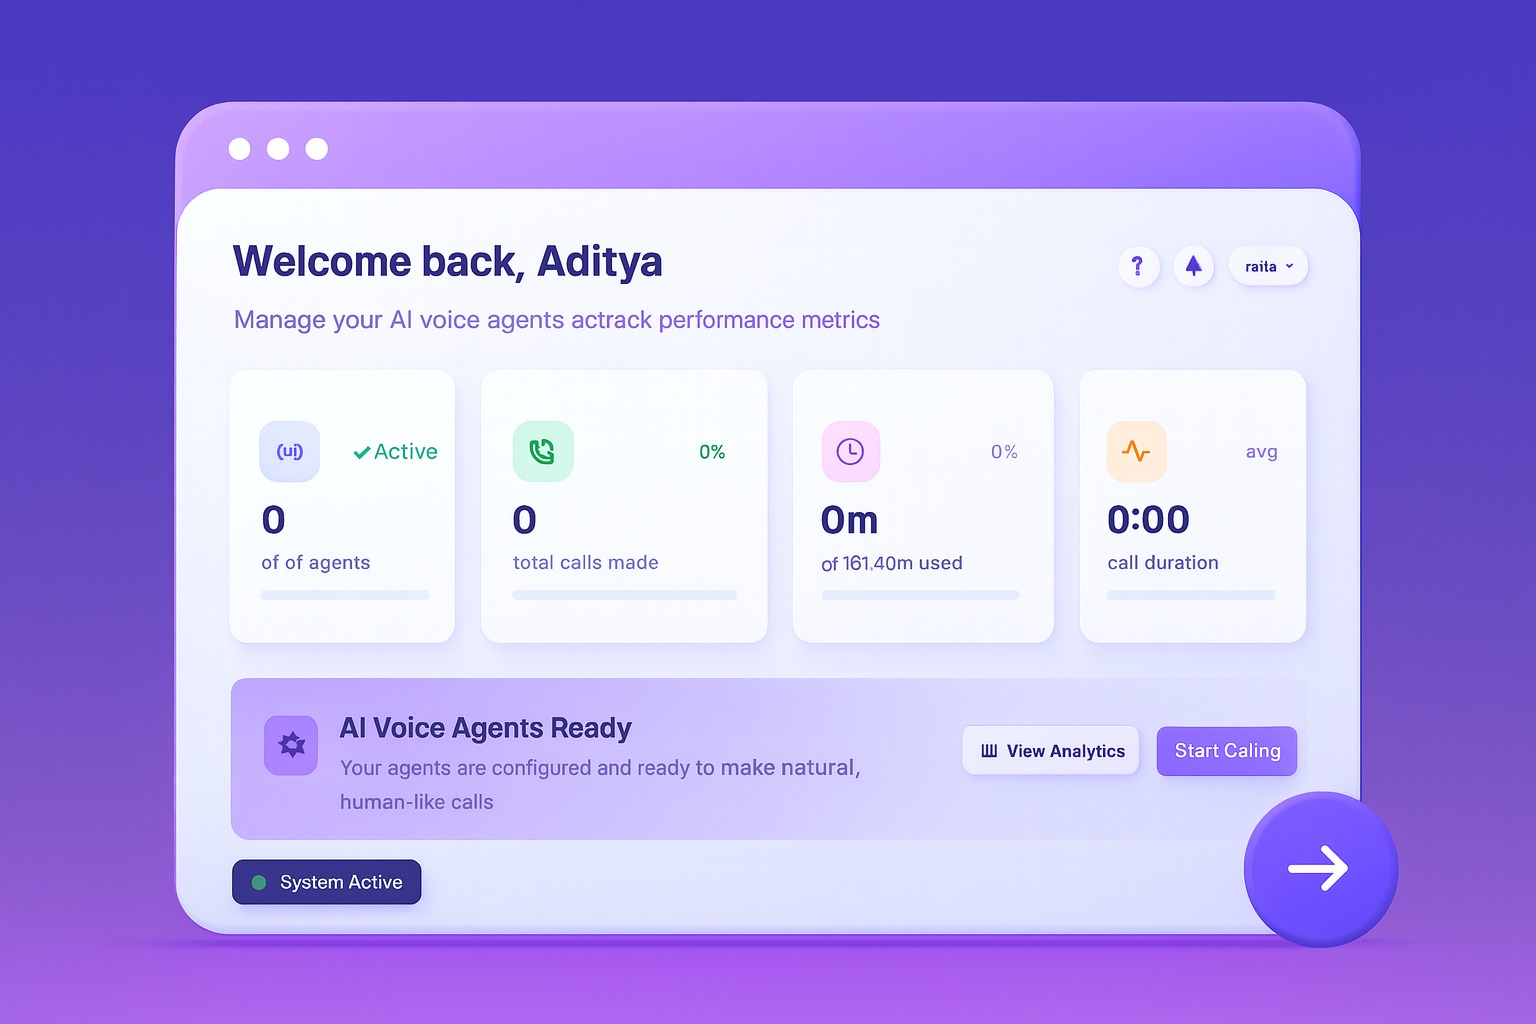 Welcome back, Aditya
?
raita
Manage your AI voice agents actrack performance metrics
(ui)
Active
0
of of agents
0%
0
total calls made
0%
0m
of 161.40m used
avg
0:00
call duration
AI Voice Agents Ready
Your agents are configured and ready to make natural,
human-like calls
View Analytics
Start Caling
System Active